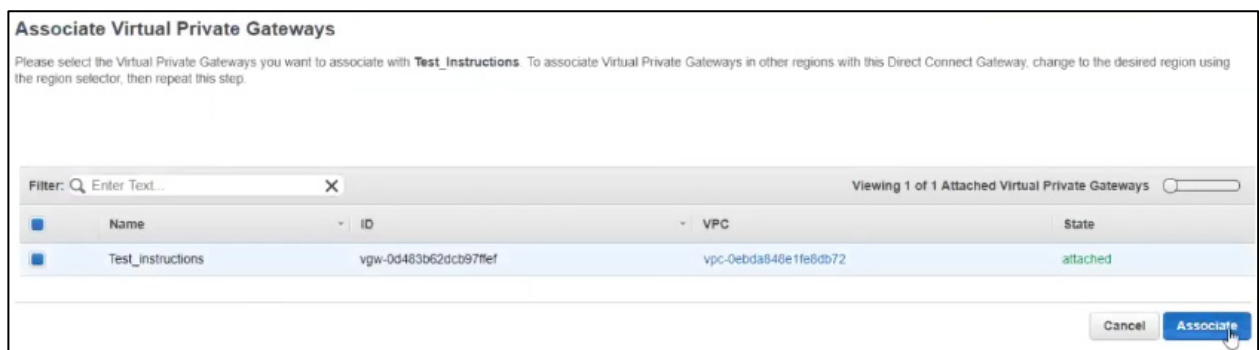 Associate Virtual Private Gateways
Please select the Virtual Private Gateways you want to associate with Test_Instructions. To associate Virtual Private Gateways in other regions with this Direct Connect Gateway, change to the desired region using
the region selector, then repeat this step.
Filter: Enter Text... Viewing 1 of 1 Attached Virtual Private Gateways
Name ID VPC State
Test_instructions vgw-0d483b62dcb97ffef vpc-0ebda848e1fe8db72 attached
Cancel Associate